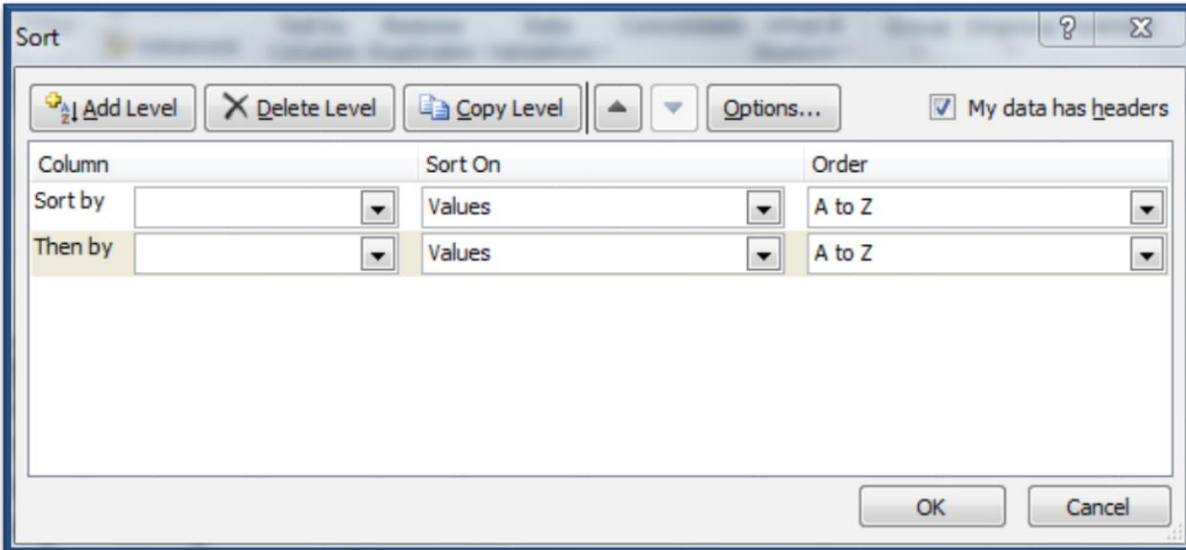 Sort
Add Level Delete Level Copy Level Options... My data has headers
Column Sort On Order
Sort by Values A to Z
Then by Values A to Z
OK Cancel